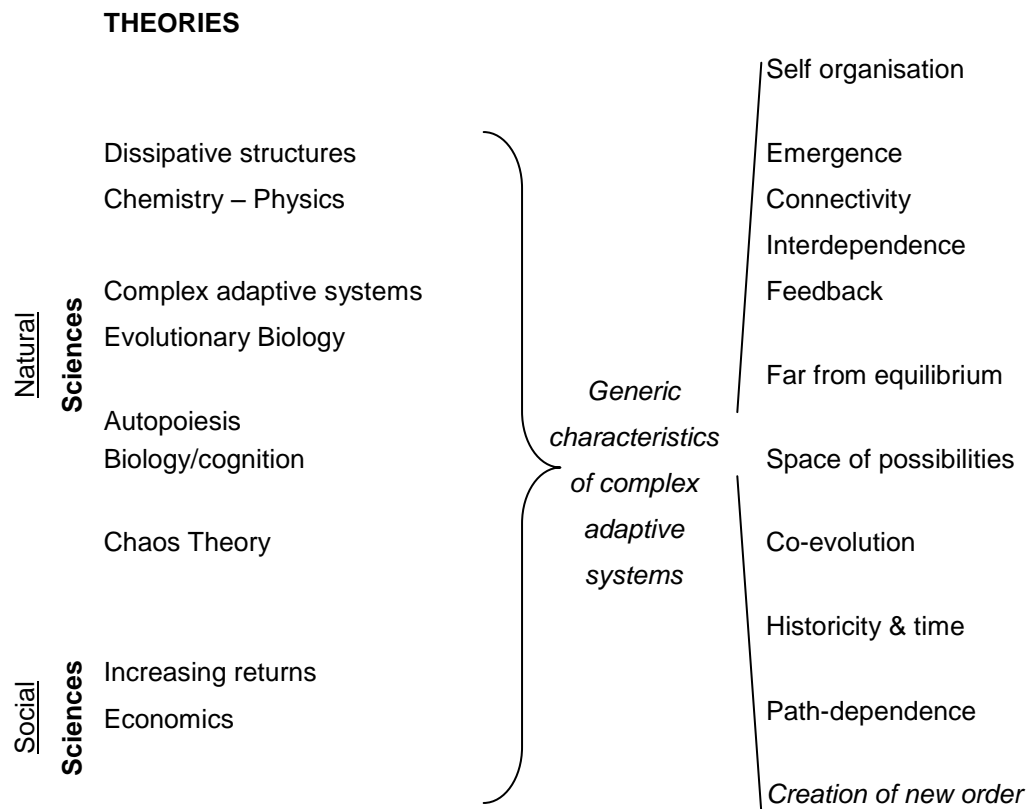 THEORIES
Natural
Sciences
Dissipative structures
Chemistry – Physics
Complex adaptive systems
Evolutionary Biology
Autopoiesis
Biology/cognition
Chaos Theory
Social
Sciences
Increasing returns
Economics
Generic
characteristics
of complex
adaptive
systems
Self organisation
Emergence
Connectivity
Interdependence
Feedback
Far from equilibrium
Space of possibilities
Co-evolution
Historicity & time
Path-dependence
Creation of new order